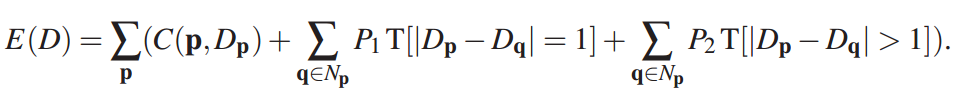 E(D) = ∑_p (C(p, D_p) + ∑_{q∈N_p} P_1 T[|D_p − D_q| = 1] + ∑_{q∈N_p} P_2 T[|D_p − D_q| > 1]).